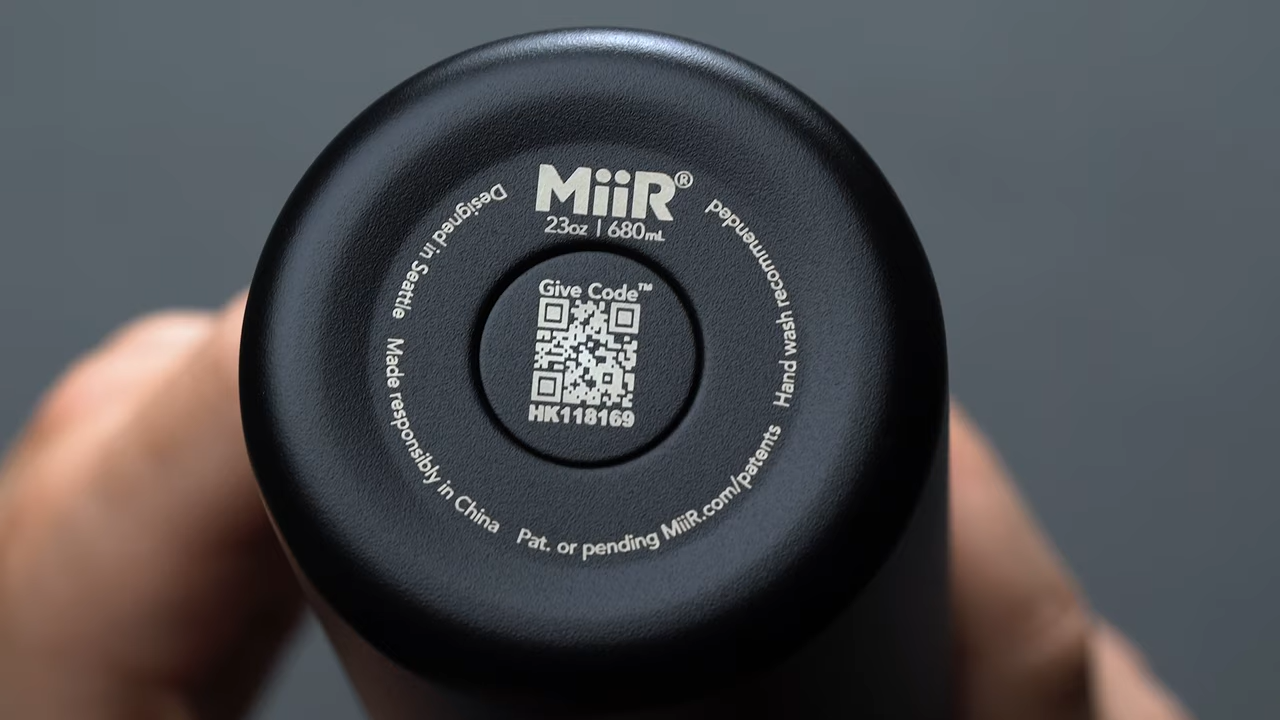 MiiR®
23oz | 680mL
Give Code™
HK118169
Designed in Seattle
Made responsibly in China
Pat. or pending MiiR.com/patents
Hand wash recommended